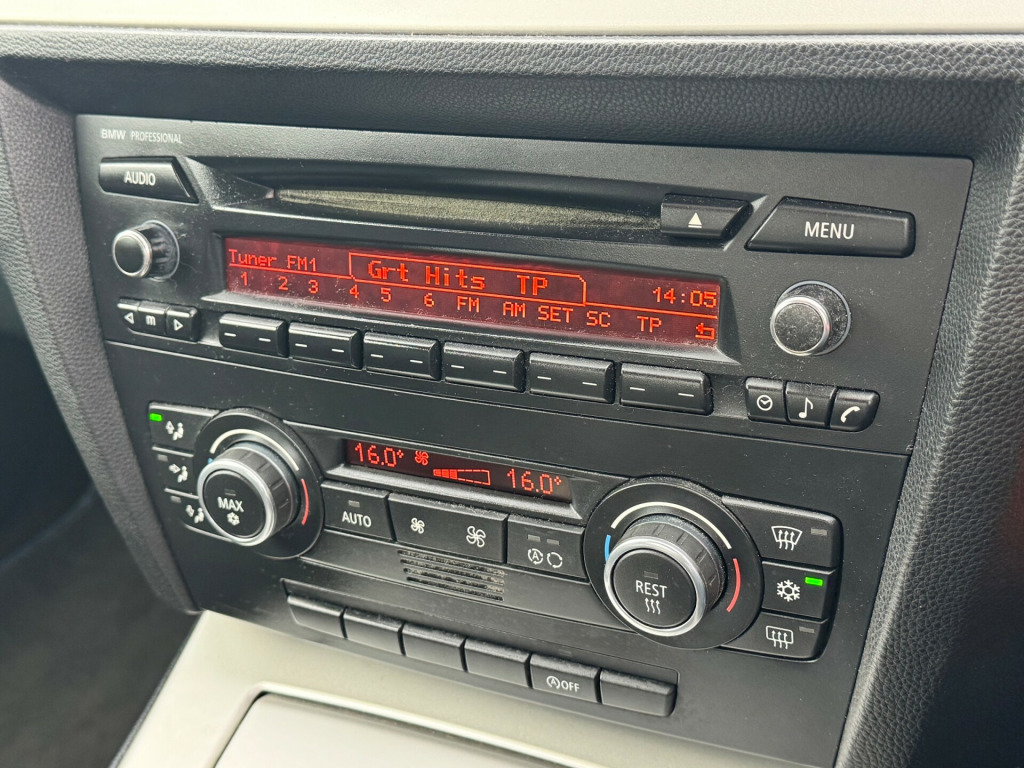 BMW PROFESSIONAL
AUDIO
MENU
Tuner FM1 Grt Hits TP 14:05
1 2 3 4 5 6 FM AM SET SC TP
m
16.0° 16.0°
MAX
AUTO
A
REST
A OFF